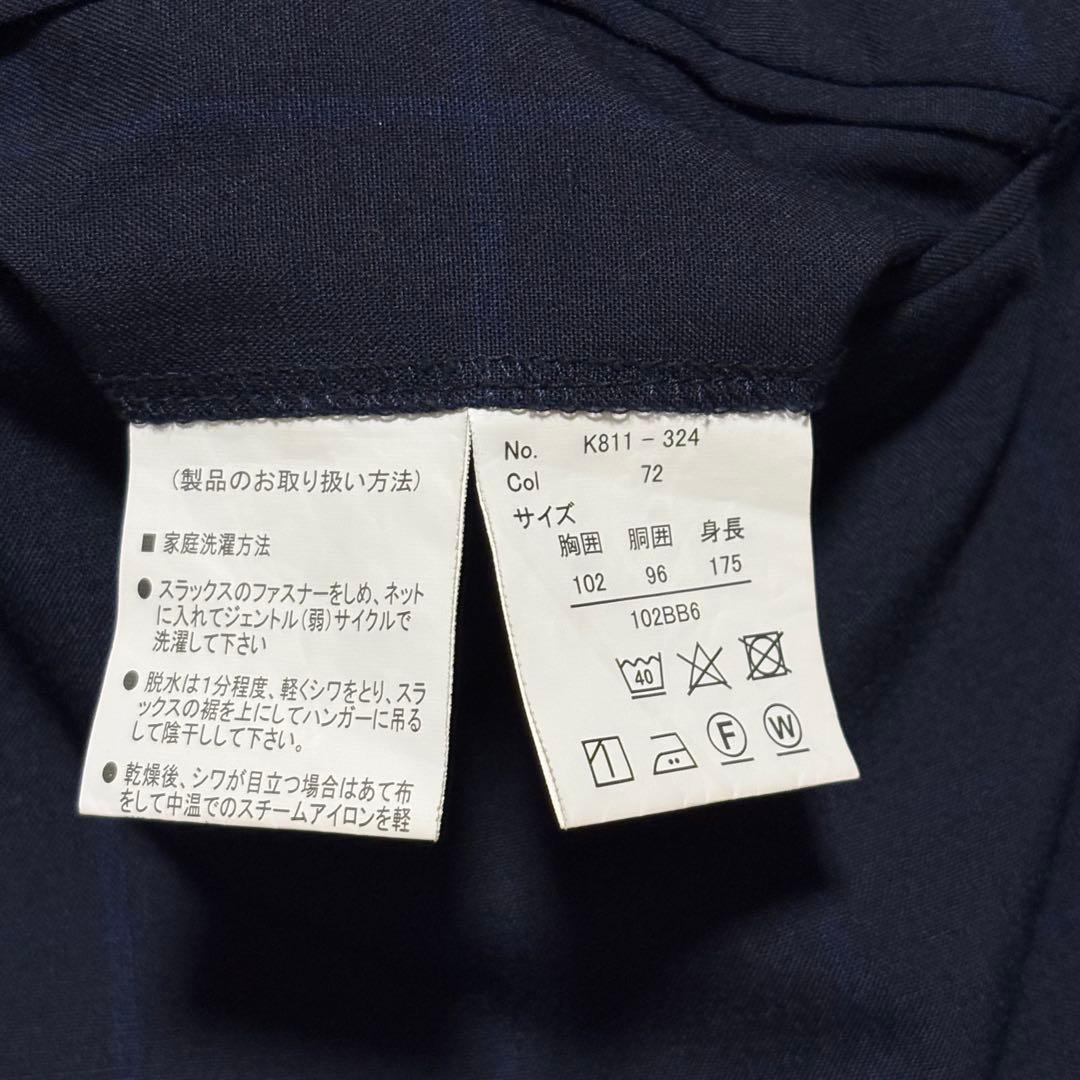 （製品のお取り扱い方法）
■ 家庭洗濯方法
● スラックスのファスナーをしめ、ネット
に入れてジェントル（弱）サイクルで
洗濯して下さい
● 脱水は1分程度、軽くシワをとり、スラ
ックスの裾を上にしてハンガーに吊る
して陰干しして下さい。
● 乾燥後、シワが目立つ場合はあて布
をして中温でのスチームアイロンを軽
No. K811-324
Col 72
サイズ
胸囲 胴囲 身長
102 96 175
102BB6
40
F W